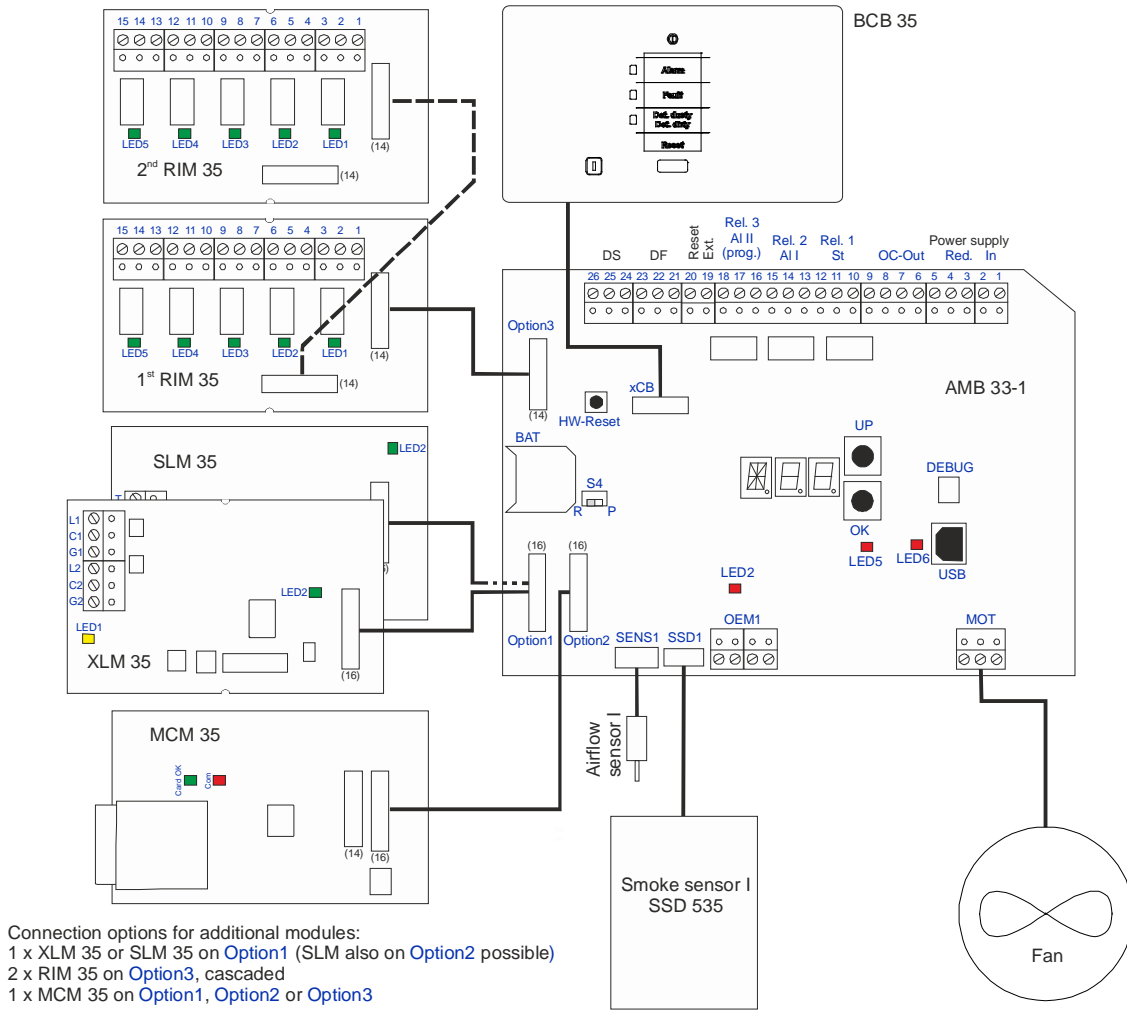 15 14 13 12 11 10 9 8 7 6 5 4 3 2 1
LED5 LED4 LED3 LED2 LED1
(14)
2nd RIM 35
(14)
BCB 35
Alarm
Fault
Det. dusty
Det. dirty
Reset
15 14 13 12 11 10 9 8 7 6 5 4 3 2 1
LED5 LED4 LED3 LED2 LED1
(14)
1st RIM 35
(14)
DS DF Reset Ext. Rel. 3 Al II (prog.) Rel. 2 Al I Rel. 1 St OC-Out Power supply Red. In
26 25 24 23 22 21 20 19 18 17 16 15 14 13 12 11 10 9 8 7 6 5 4 3 2 1
Option3
(14)
xCB
HW-Reset
AMB 33-1
BAT
S4
R P
UP
OK
DEBUG
LED5
LED6
USB
LED2
(16)
(16)
Option1
Option2
SENS1
SSD1
OEM1
MOT
SLM 35
LED2
L1
C1
G1
L2
C2
G2
LED2
LED1
XLM 35
(16)
MCM 35
Card OK
Com
(14)
(16)
Airflow
sensor I
Smoke sensor I
SSD 535
Fan
Connection options for additional modules:
1 x XLM 35 or SLM 35 on Option1 (SLM also on Option2 possible)
2 x RIM 35 on Option3, cascaded
1 x MCM 35 on Option1, Option2 or Option3